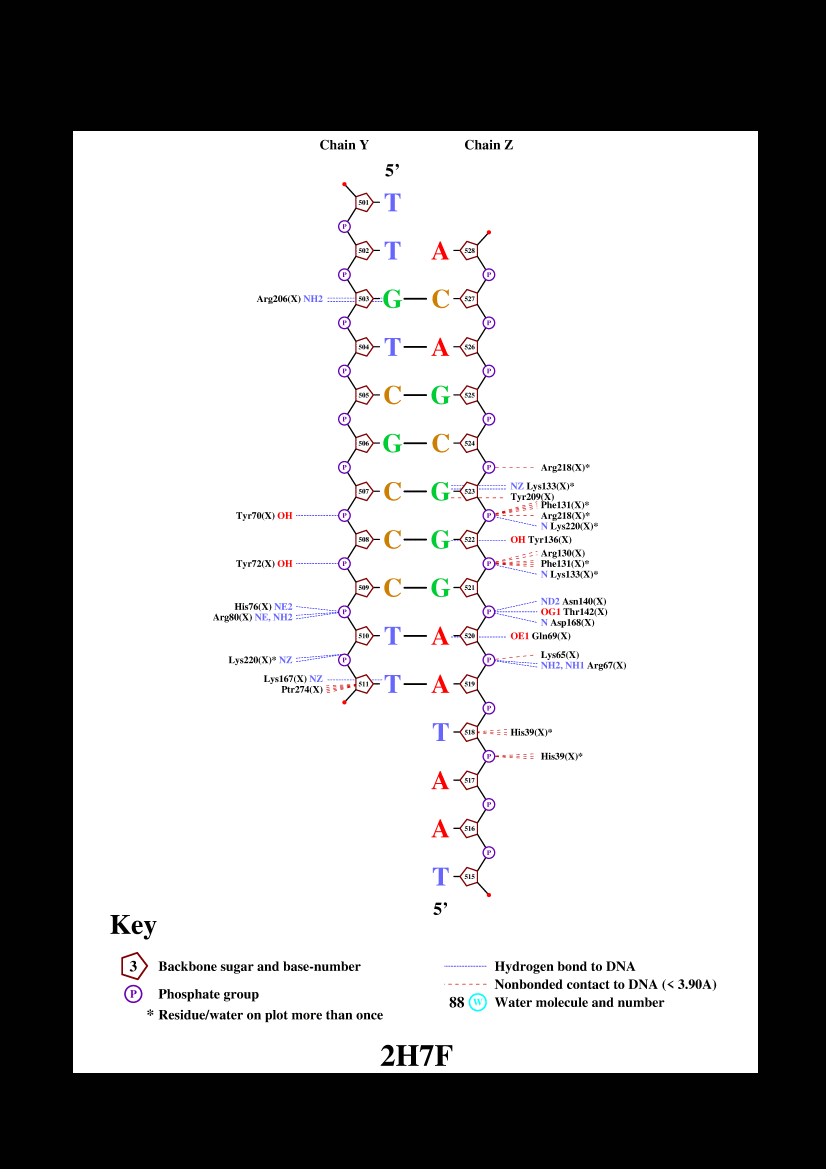 Chain Y Chain Z
5’
501 T
P
502 T A 528
P P
Arg206(X) NH2 503 G C 527
P P
504 T A 526
P P
505 C G 525
P P
506 G C 524
P P Arg218(X)*
NZ Lys133(X)*
507 C G 523
Tyr209(X)
Phe131(X)*
Tyr70(X) OH P P Arg218(X)*
N Lys220(X)*
508 C G 522 OH Tyr136(X)
Arg130(X)
Tyr72(X) OH P P Phe131(X)*
N Lys133(X)*
509 C G 521
ND2 Asn140(X)
His76(X) NE2
P P OG1 Thr142(X)
Arg80(X) NE, NH2
N Asp168(X)
510 T A 520 OE1 Gln69(X)
Lys65(X)
Lys220(X)* NZ P P
NH2, NH1 Arg67(X)
Lys167(X) NZ
511 T A 519
Ptr274(X)
P
T 518 His39(X)*
P His39(X)*
A 517
P
A 516
P
T 515
5’
Key
3 Backbone sugar and base-number
P Phosphate group
* Residue/water on plot more than once
Hydrogen bond to DNA
Nonbonded contact to DNA (< 3.90A)
88 W Water molecule and number
2H7F